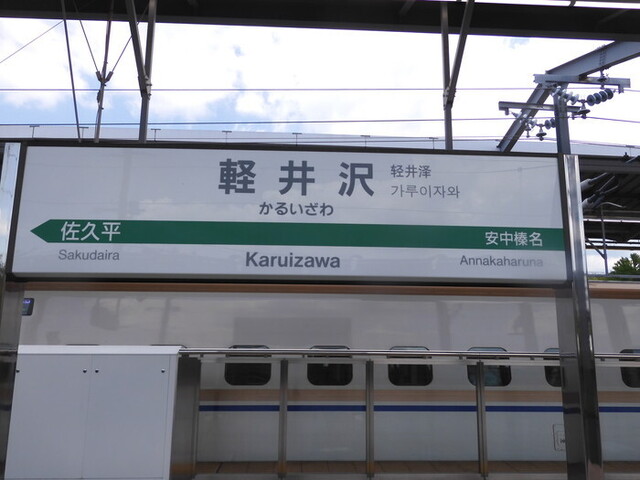 軽井沢
轻井泽
가루이자와
かるいざわ
佐久平
安中榛名
Sakudaira
Karuizawa
Annakaharuna